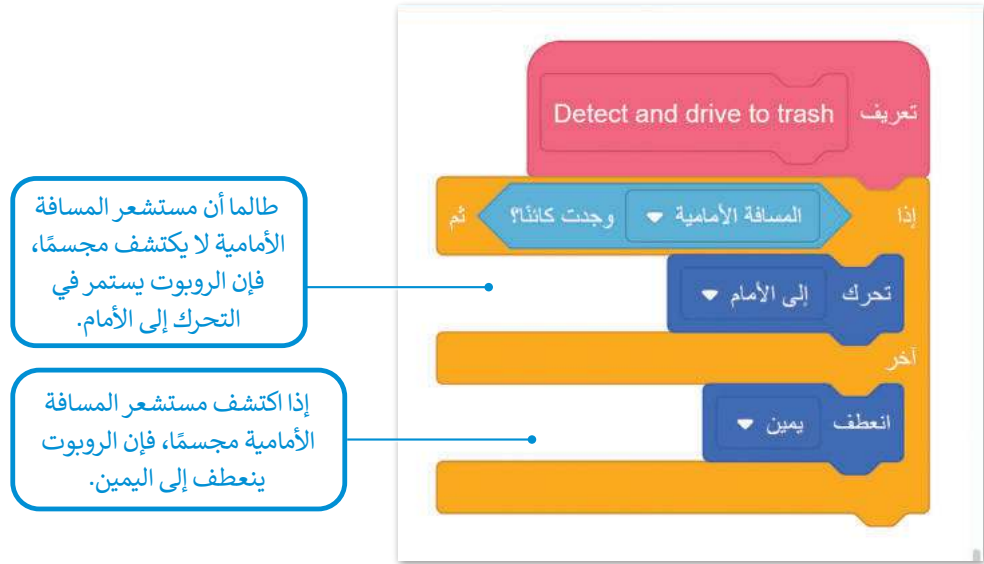 تعريف Detect and drive to trash
إذا المسافة الأمامية وجدت كائنًا؟ ثم
تحرك إلى الأمام
آخر
انعطف يمين
طالما أن مستشعر المسافة
الأمامية لا يكتشف مجسمًا،
فإن الروبوت يستمر في
التحرك إلى الأمام.
إذا اكتشف مستشعر المسافة
الأمامية مجسمًا، فإن الروبوت
ينعطف إلى اليمين.